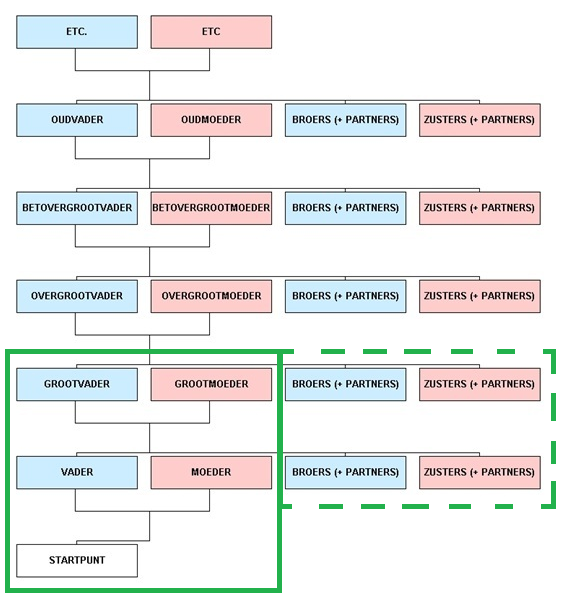 ETC.
ETC
OUDVADER
OUDMOEDER
BROERS (+ PARTNERS)
ZUSTERS (+ PARTNERS)
BETOVERGROOTVADER
BETOVERGROOTMOEDER
BROERS (+ PARTNERS)
ZUSTERS (+ PARTNERS)
OVERGROOTVADER
OVERGROOTMOEDER
BROERS (+ PARTNERS)
ZUSTERS (+ PARTNERS)
GROOTVADER
GROOTMOEDER
BROERS (+ PARTNERS)
ZUSTERS (+ PARTNERS)
VADER
MOEDER
BROERS (+ PARTNERS)
ZUSTERS (+ PARTNERS)
STARTPUNT